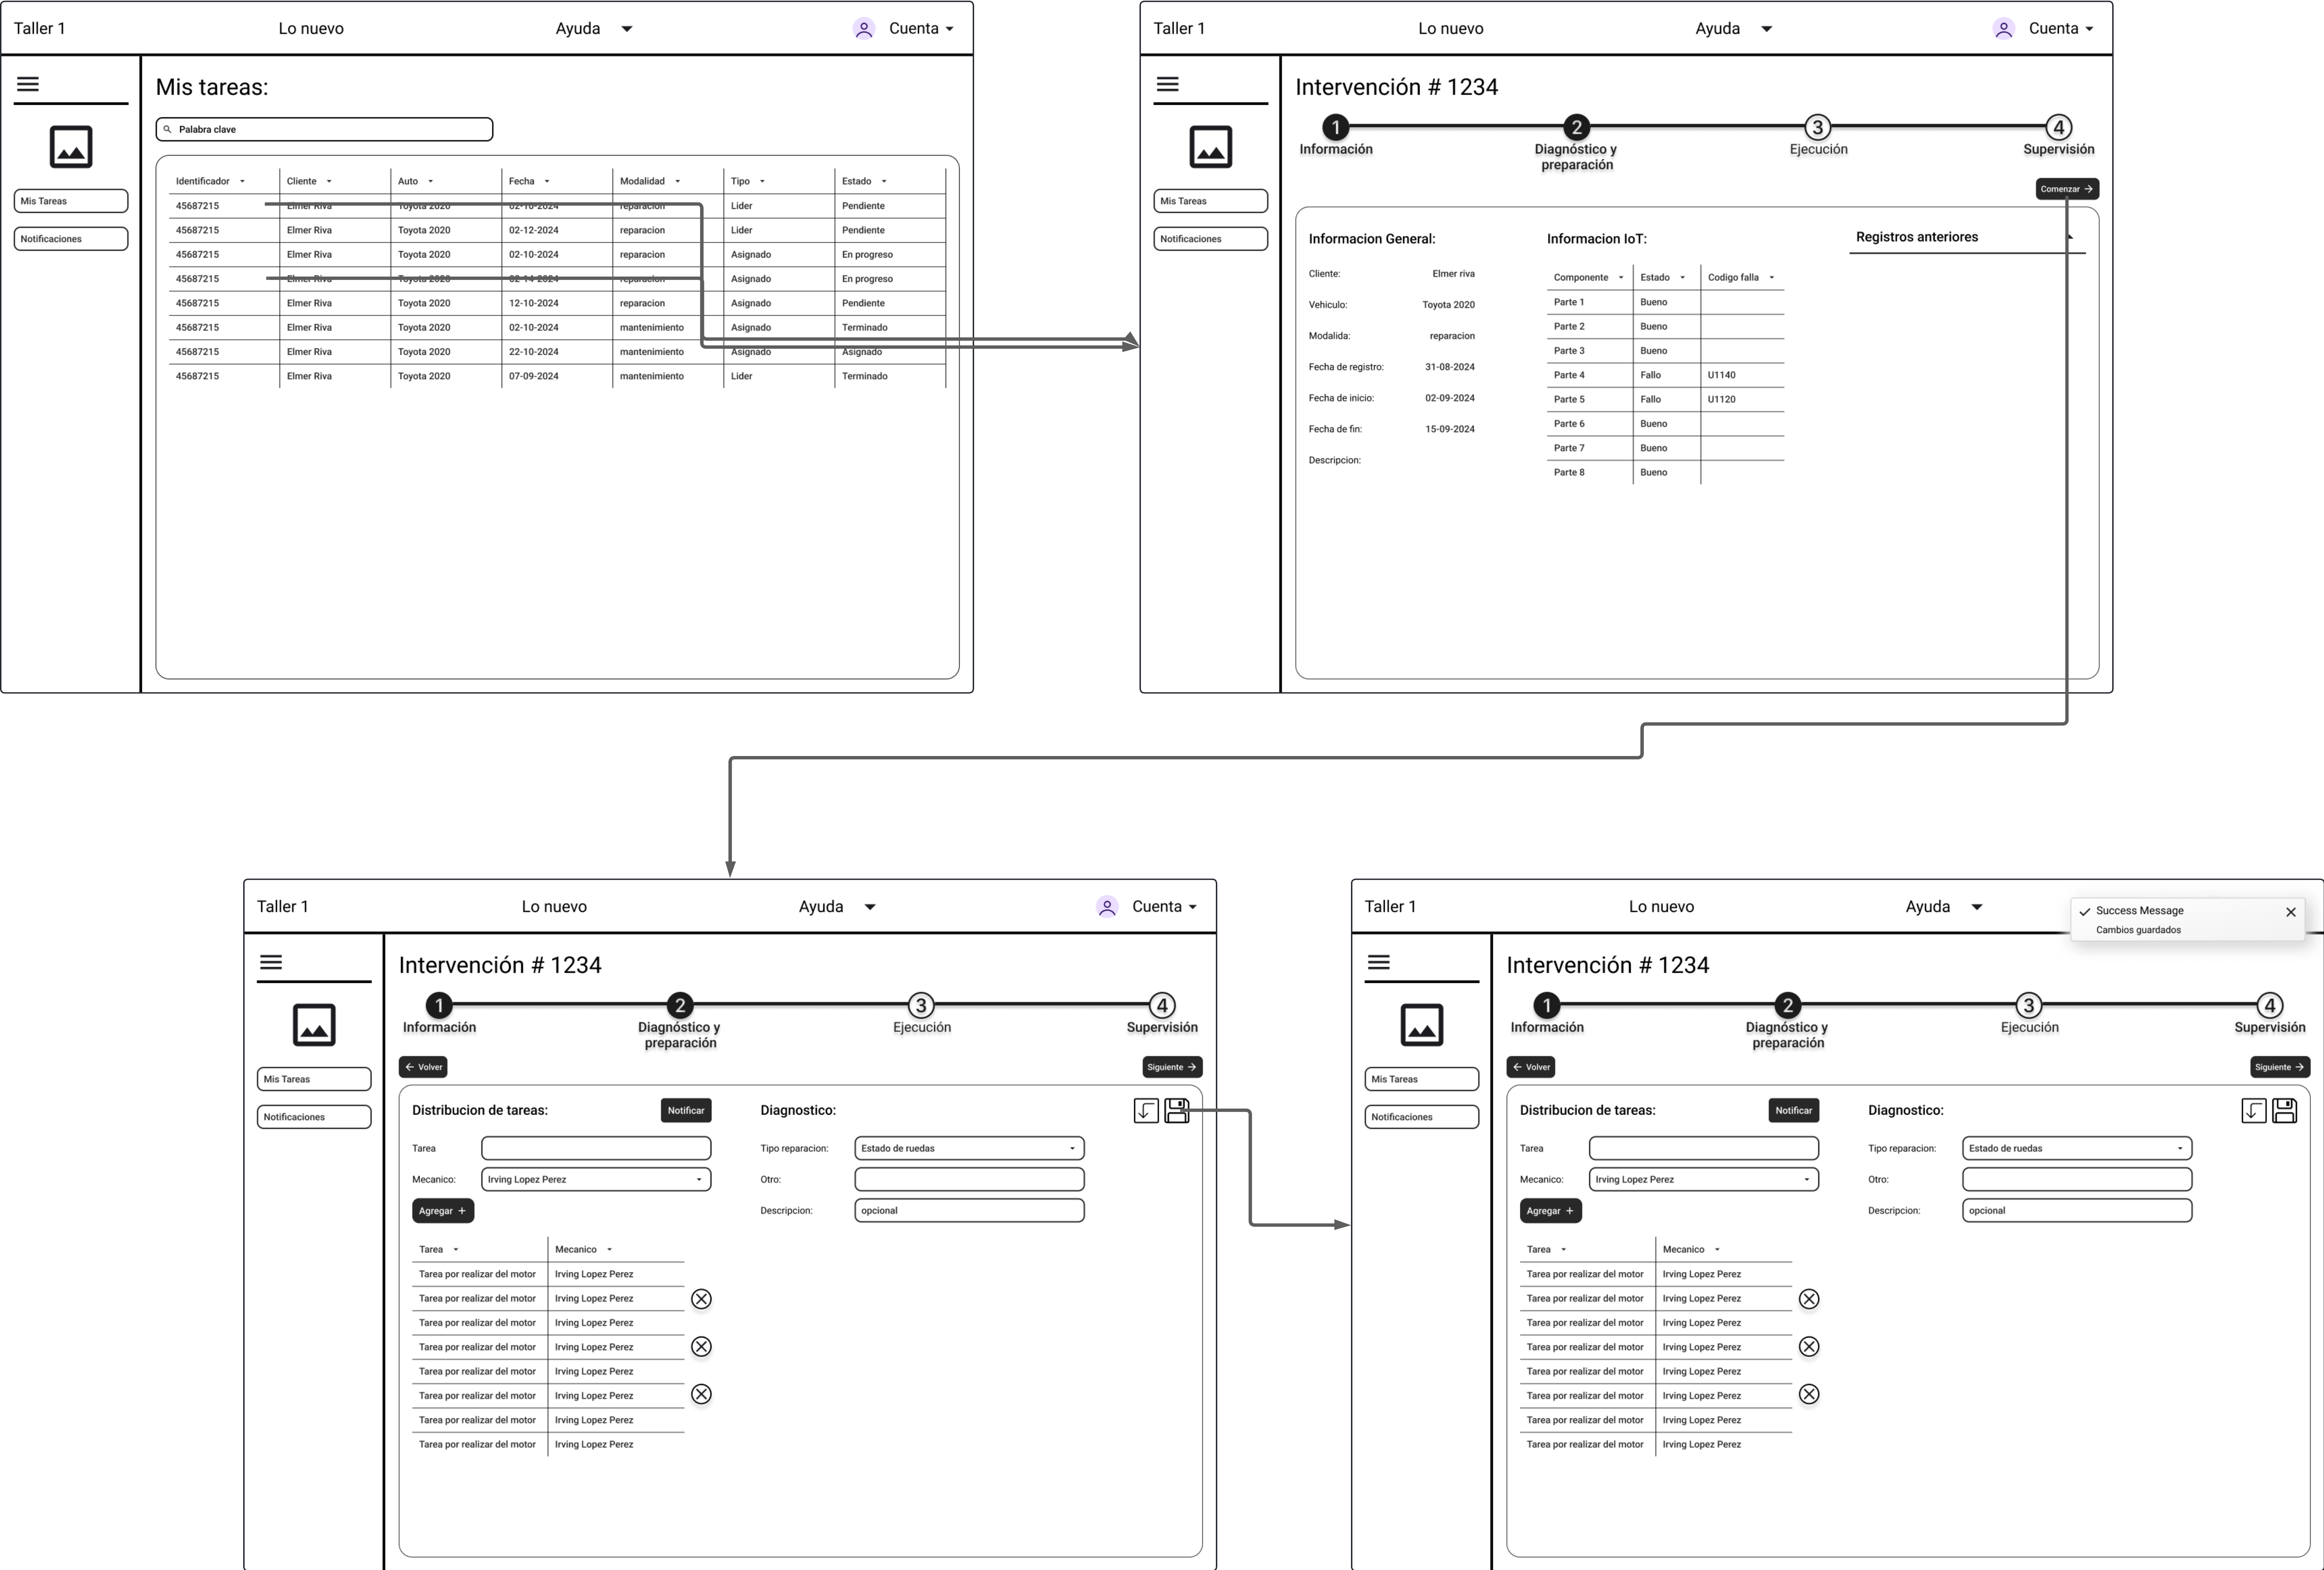 Taller 1 Lo nuevo Ayuda Cuenta
Mis tareas:
Palabra clave
Mis Tareas
Notificaciones
Identificador Cliente Auto Fecha Modalidad Tipo Estado
45687215 Elmer Riva Toyota 2020 02-10-2024 reparacion Lider Pendiente
45687215 Elmer Riva Toyota 2020 02-12-2024 reparacion Lider Pendiente
45687215 Elmer Riva Toyota 2020 02-10-2024 reparacion Asignado En progreso
45687215 Elmer Riva Toyota 2020 02-14-2024 reparacion Asignado En progreso
45687215 Elmer Riva Toyota 2020 12-10-2024 reparacion Asignado Pendiente
45687215 Elmer Riva Toyota 2020 02-10-2024 mantenimiento Asignado Terminado
45687215 Elmer Riva Toyota 2020 22-10-2024 mantenimiento Asignado Asignado
45687215 Elmer Riva Toyota 2020 07-09-2024 mantenimiento Lider Terminado
Taller 1 Lo nuevo Ayuda Cuenta
Intervención # 1234
1 2 3 4
Información Diagnóstico y Ejecución Supervisión
preparación
Comenzar
Mis Tareas
Notificaciones
Informacion General:
Cliente: Elmer riva
Vehiculo: Toyota 2020
Modalida: reparacion
Fecha de registro: 31-08-2024
Fecha de inicio: 02-09-2024
Fecha de fin: 15-09-2024
Descripcion:
Informacion IoT:
Componente Estado Codigo falla
Parte 1 Bueno
Parte 2 Bueno
Parte 3 Bueno
Parte 4 Fallo U1140
Parte 5 Fallo U1120
Parte 6 Bueno
Parte 7 Bueno
Parte 8 Bueno
Registros anteriores
Taller 1 Lo nuevo Ayuda Cuenta
Intervención # 1234
1 2 3 4
Información Diagnóstico y Ejecución Supervisión
preparación
Volver Siguiente
Mis Tareas
Notificaciones
Distribucion de tareas: Notificar
Tarea
Mecanico: Irving Lopez Perez
Agregar +
Tarea Mecanico
Tarea por realizar del motor Irving Lopez Perez
Tarea por realizar del motor Irving Lopez Perez
Tarea por realizar del motor Irving Lopez Perez
Tarea por realizar del motor Irving Lopez Perez
Tarea por realizar del motor Irving Lopez Perez
Tarea por realizar del motor Irving Lopez Perez
Tarea por realizar del motor Irving Lopez Perez
Tarea por realizar del motor Irving Lopez Perez
Diagnostico:
Tipo reparacion: Estado de ruedas
Otro:
Descripcion: opcional
Taller 1 Lo nuevo Ayuda
Success Message
Cambios guardados
Intervención # 1234
1 2 3 4
Información Diagnóstico y Ejecución Supervisión
preparación
Volver Siguiente
Mis Tareas
Notificaciones
Distribucion de tareas: Notificar
Tarea
Mecanico: Irving Lopez Perez
Agregar +
Tarea Mecanico
Tarea por realizar del motor Irving Lopez Perez
Tarea por realizar del motor Irving Lopez Perez
Tarea por realizar del motor Irving Lopez Perez
Tarea por realizar del motor Irving Lopez Perez
Tarea por realizar del motor Irving Lopez Perez
Tarea por realizar del motor Irving Lopez Perez
Tarea por realizar del motor Irving Lopez Perez
Tarea por realizar del motor Irving Lopez Perez
Diagnostico:
Tipo reparacion: Estado de ruedas
Otro:
Descripcion: opcional